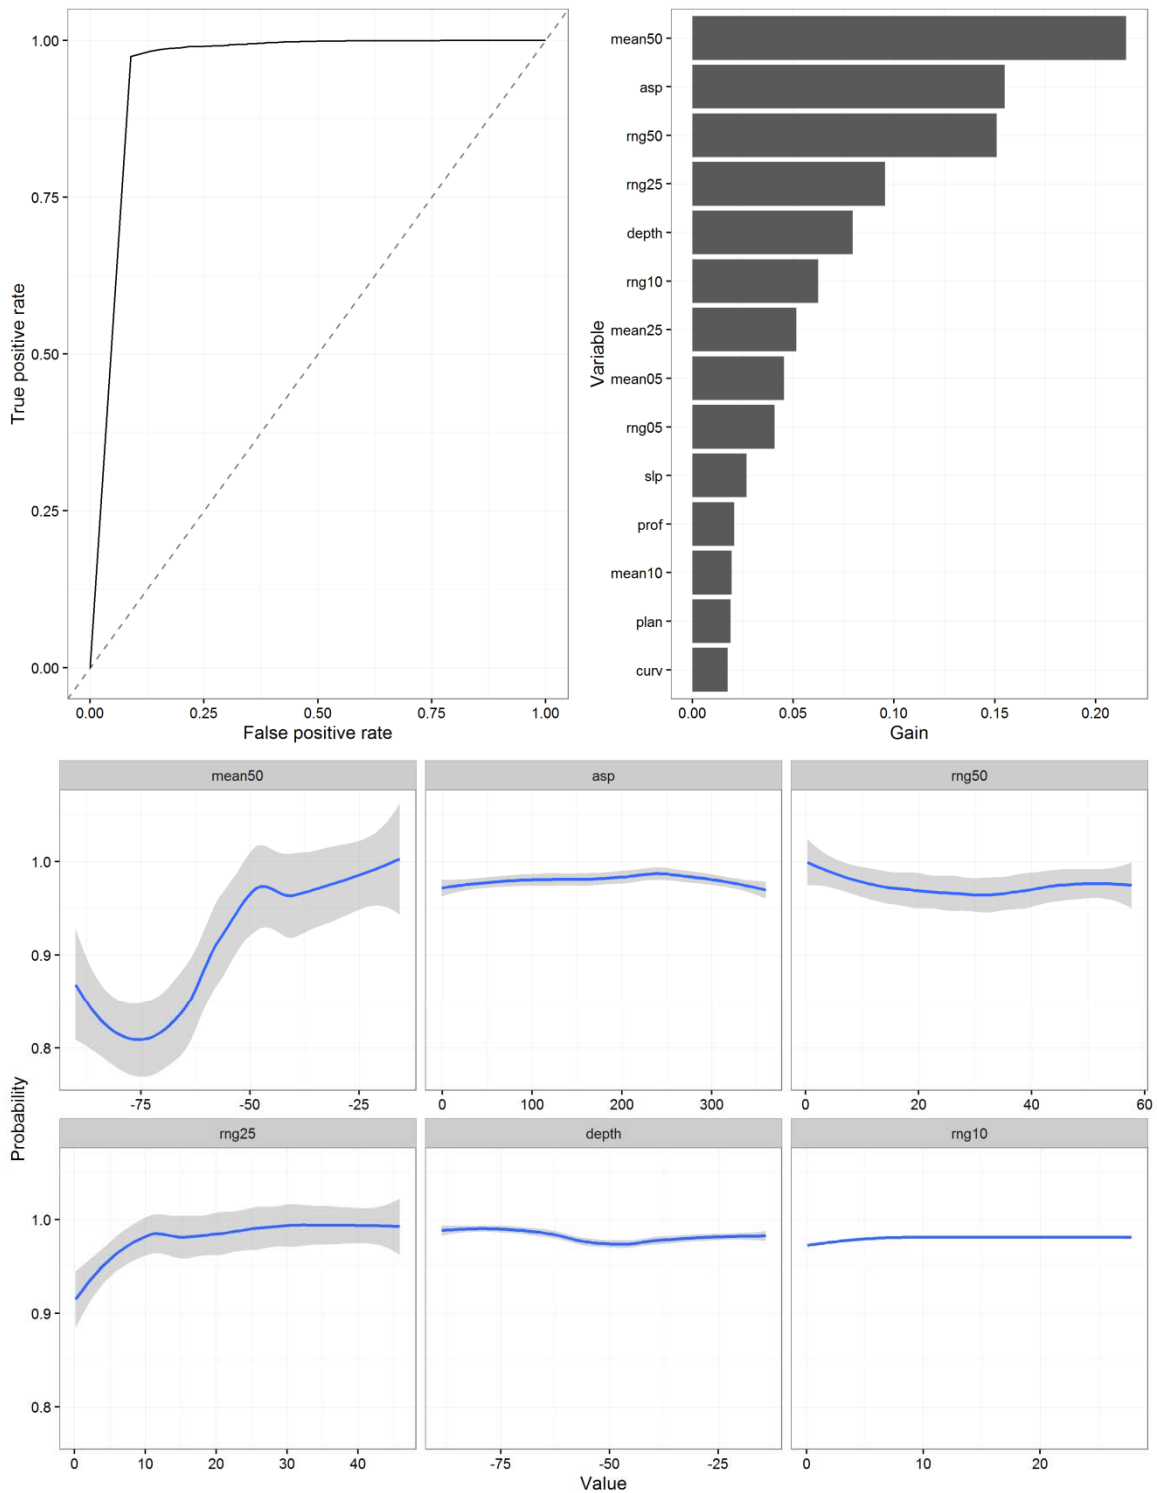 1.00
0.75
0.50
0.25
0.00
True positive rate
0.00 0.25 0.50 0.75 1.00
False positive rate
mean50
asp
rng50
rng25
depth
rng10
mean25
mean05
rng05
slp
prof
mean10
plan
curv
Variable
0.00 0.05 0.10 0.15 0.20
Gain
mean50 asp rng50
1.0
0.9
0.8
-75 -50 -25
0 100 200 300
0 20 40 60
Probability
rng25 depth rng10
1.0
0.9
0.8
0 10 20 30 40
-75 -50 -25
0 10 20
Value